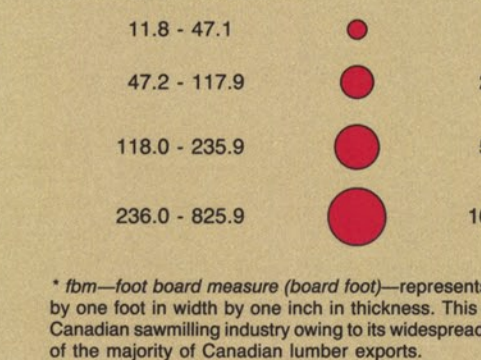 11.8 - 47.1
47.2 - 117.9
118.0 - 235.9
236.0 - 825.9
* fbm—foot board measure (board foot)—represents
by one foot in width by one inch in thickness. This
Canadian sawmilling industry owing to its widespread
of the majority of Canadian lumber exports.